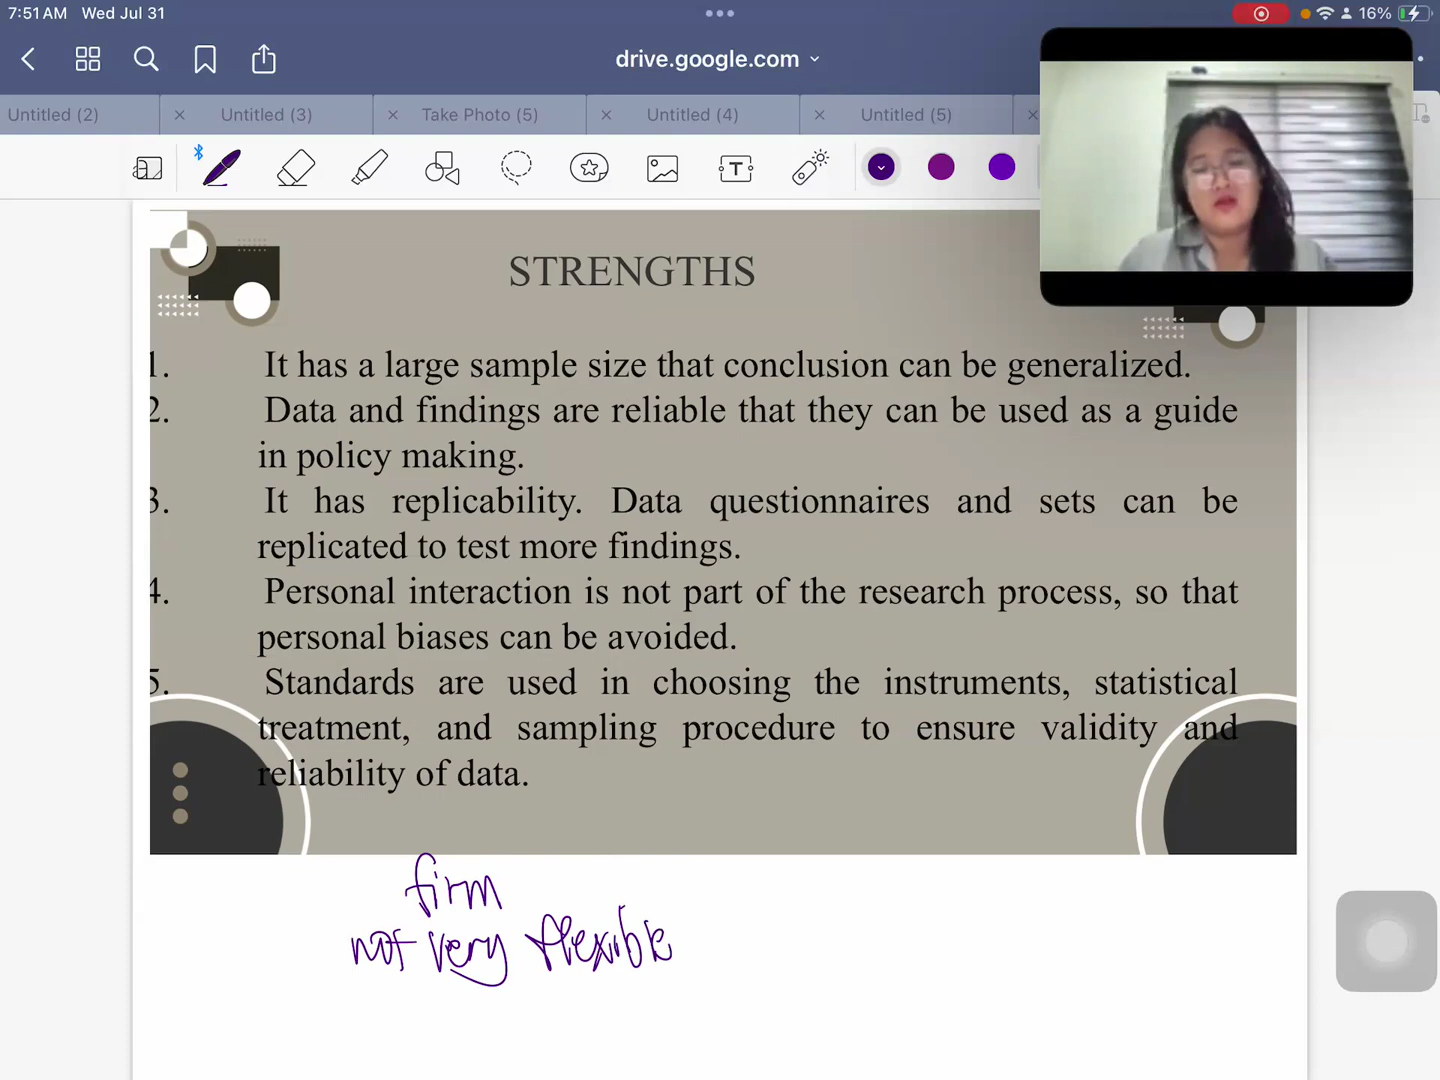 7:51 AM Wed Jul 31
16%
drive.google.com
Untitled (2)
Untitled (3)
Take Photo (5)
Untitled (4)
Untitled (5)
STRENGTHS
1. It has a large sample size that conclusion can be generalized.
2. Data and findings are reliable that they can be used as a guide
in policy making.
3. It has replicability. Data questionnaires and sets can be
replicated to test more findings.
4. Personal interaction is not part of the research process, so that
personal biases can be avoided.
5. Standards are used in choosing the instruments, statistical
treatment, and sampling procedure to ensure validity and
reliability of data.
firm
not very flexible